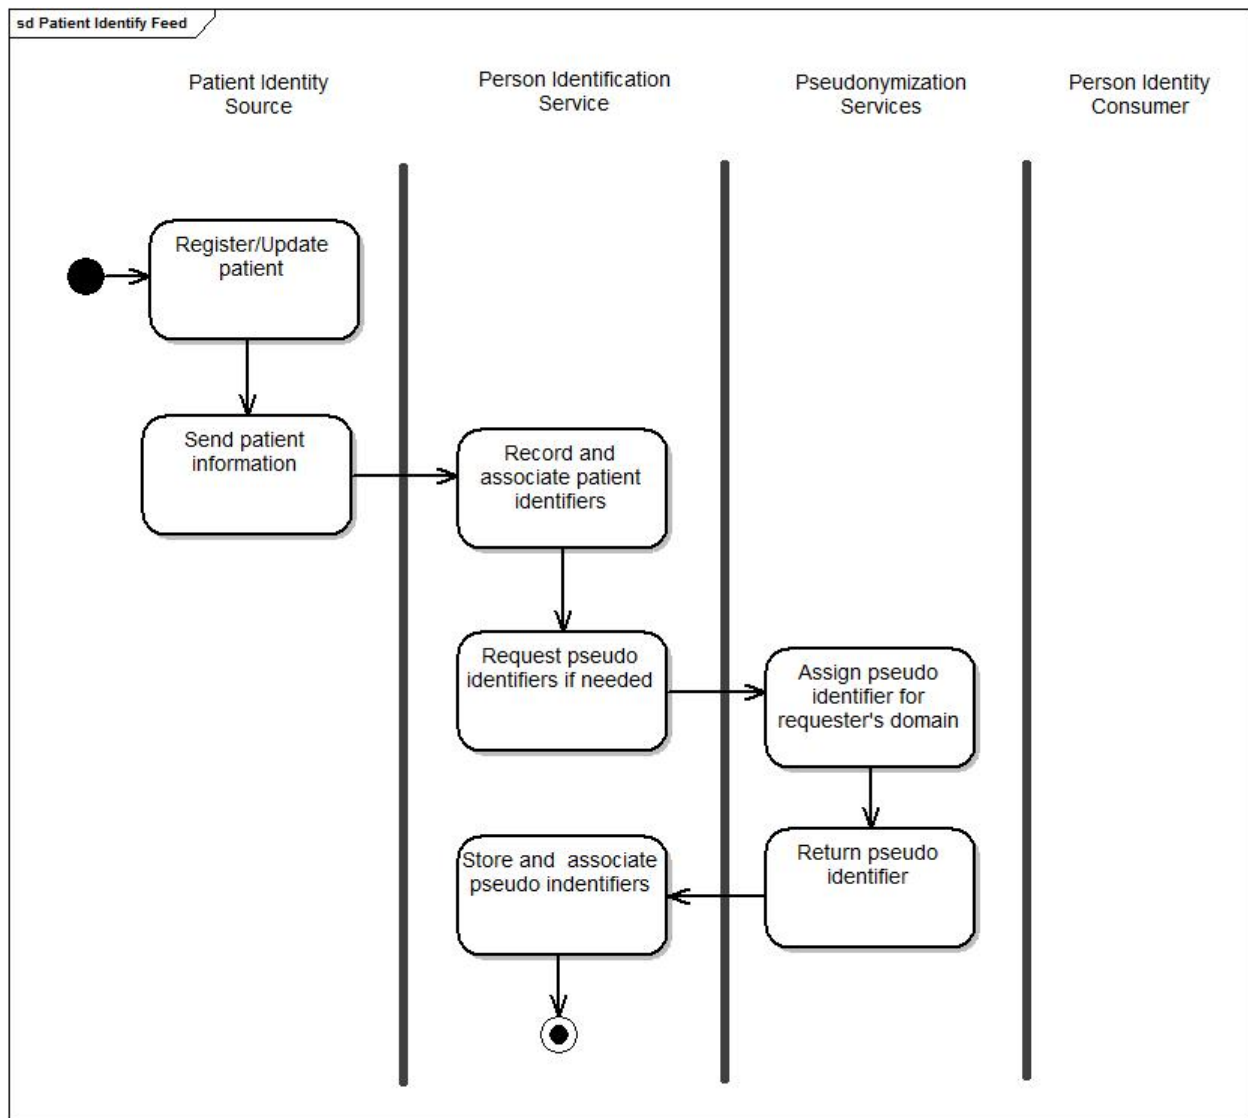 sd Patient Identify Feed
Patient Identity
Source
Person Identification
Service
Pseudonymization
Services
Person Identity
Consumer
Register/Update
patient
Send patient
information
Record and
associate patient
identifiers
Request pseudo
identifiers if needed
Assign pseudo
identifier for
requester's domain
Store and  associate
pseudo indentifiers
Return pseudo
identifier